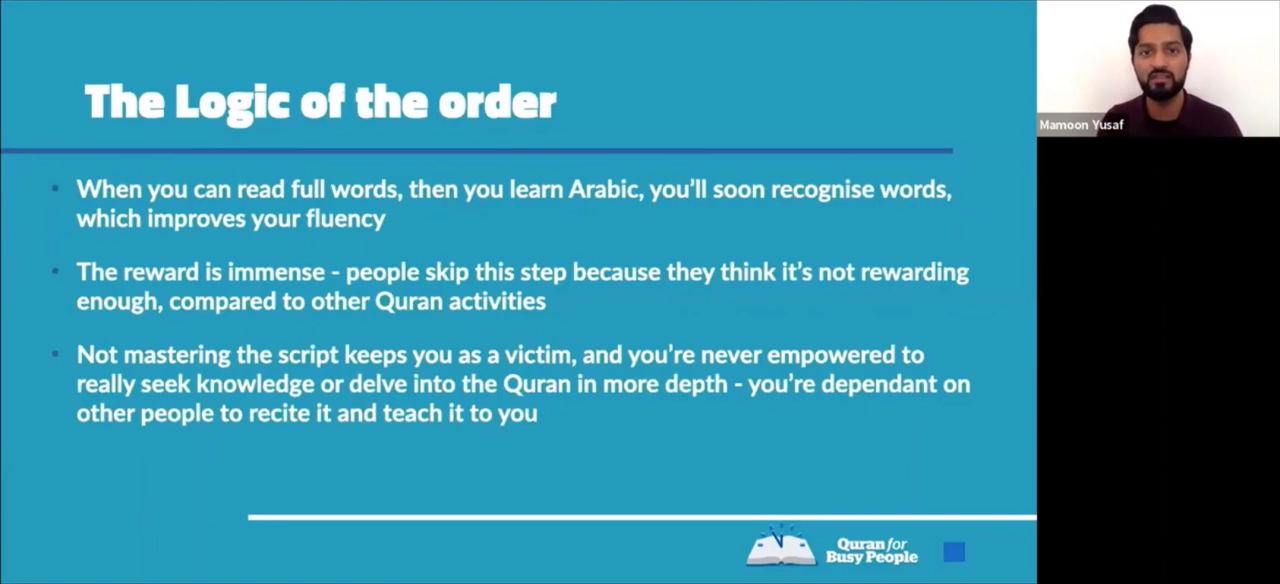 The Logic of the order
When you can read full words, then you learn Arabic, you'll soon recognise words,
which improves your fluency
The reward is immense - people skip this step because they think it's not rewarding
enough, compared to other Quran activities
Not mastering the script keeps you as a victim, and you're never empowered to
really seek knowledge or delve into the Quran in more depth - you're dependant on
other people to recite it and teach it to you
Mamoon Yusaf
Quran for
Busy People